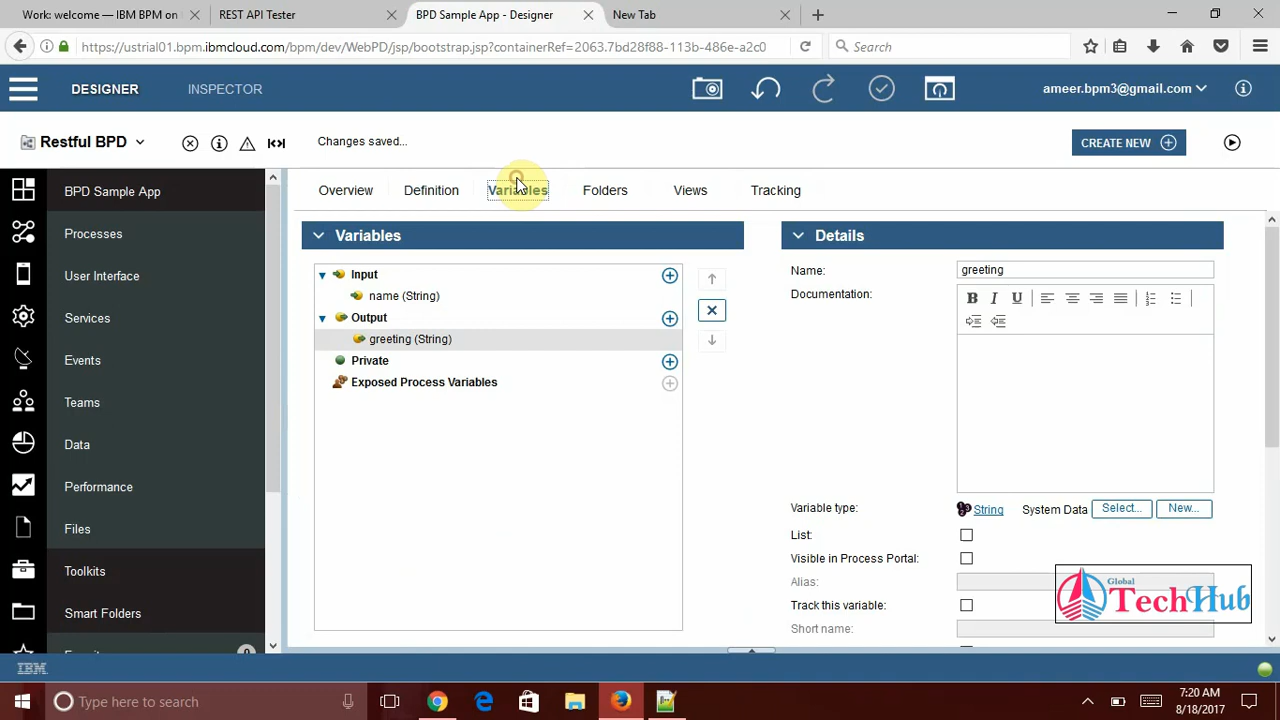 Work: welcome — IBM BPM on
REST API Tester
BPD Sample App - Designer
New Tab
https://ustrial01.bpm.ibmcloud.com/bpm/dev/WebPD/jsp/bootstrap.jsp?containerRef=2063.7bd28f88-113b-486e-a2c0
Search
DESIGNER
INSPECTOR
ameer.bpm3@gmail.com
Restful BPD
Changes saved...
CREATE NEW
BPD Sample App
Processes
User Interface
Services
Events
Teams
Data
Performance
Files
Toolkits
Smart Folders
Overview
Definition
Variables
Folders
Views
Tracking
Variables
Input
name (String)
Output
greeting (String)
Private
Exposed Process Variables
Details
Name:
greeting
Documentation:
B I U
Variable type:
String
System Data
Select...
New...
List:
Visible in Process Portal:
Alias:
Track this variable:
Short name:
Global
TechHub
IBM
Type here to search
7:20 AM
8/18/2017